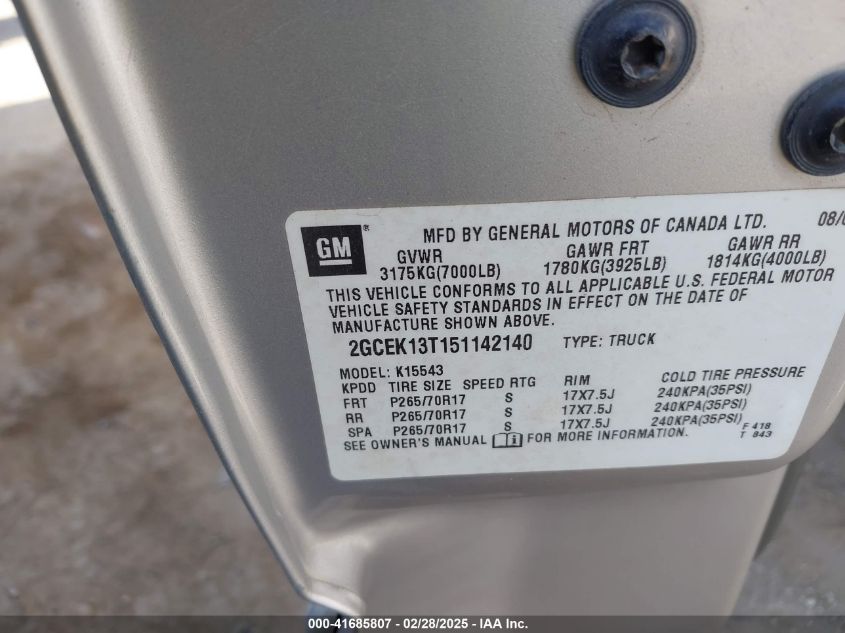 GM ® MFD BY GENERAL MOTORS OF CANADA LTD. 08/0
GVWR GAWR FRT GAWR RR
3175KG(7000LB) 1780KG(3925LB) 1814KG(4000LB)
THIS VEHICLE CONFORMS TO ALL APPLICABLE U.S. FEDERAL MOTOR
VEHICLE SAFETY STANDARDS IN EFFECT ON THE DATE OF
MANUFACTURE SHOWN ABOVE.
2GCEK13T151142140 TYPE: TRUCK
MODEL: K15543
KPDD TIRE SIZE SPEED RTG RIM COLD TIRE PRESSURE
FRT P265/70R17 S 17X7.5J 240KPA(35PSI)
RR P265/70R17 S 17X7.5J 240KPA(35PSI)
SPA P265/70R17 S 17X7.5J 240KPA(35PSI)
SEE OWNER'S MANUAL i FOR MORE INFORMATION.
F 418
T 843
000-41685807 - 02/28/2025 - IAA Inc.